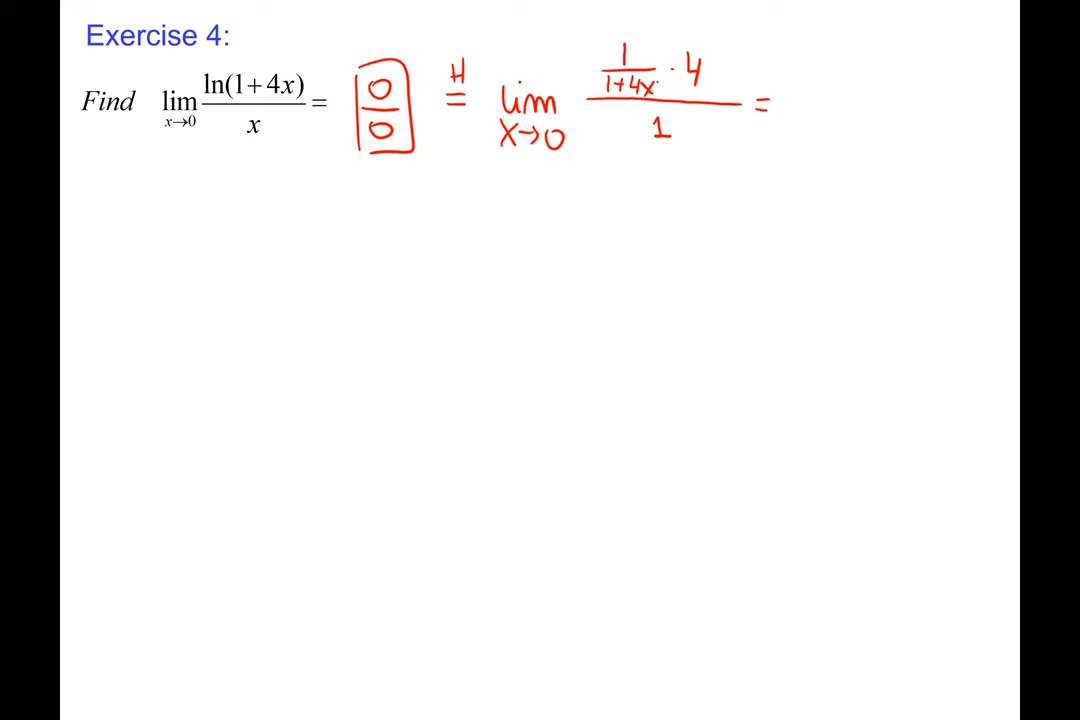 Exercise 4:
Find lim x→0 ln(1+4x)/x = 0/0 H= lim x→0 (1/(1+4x) · 4)/1 =